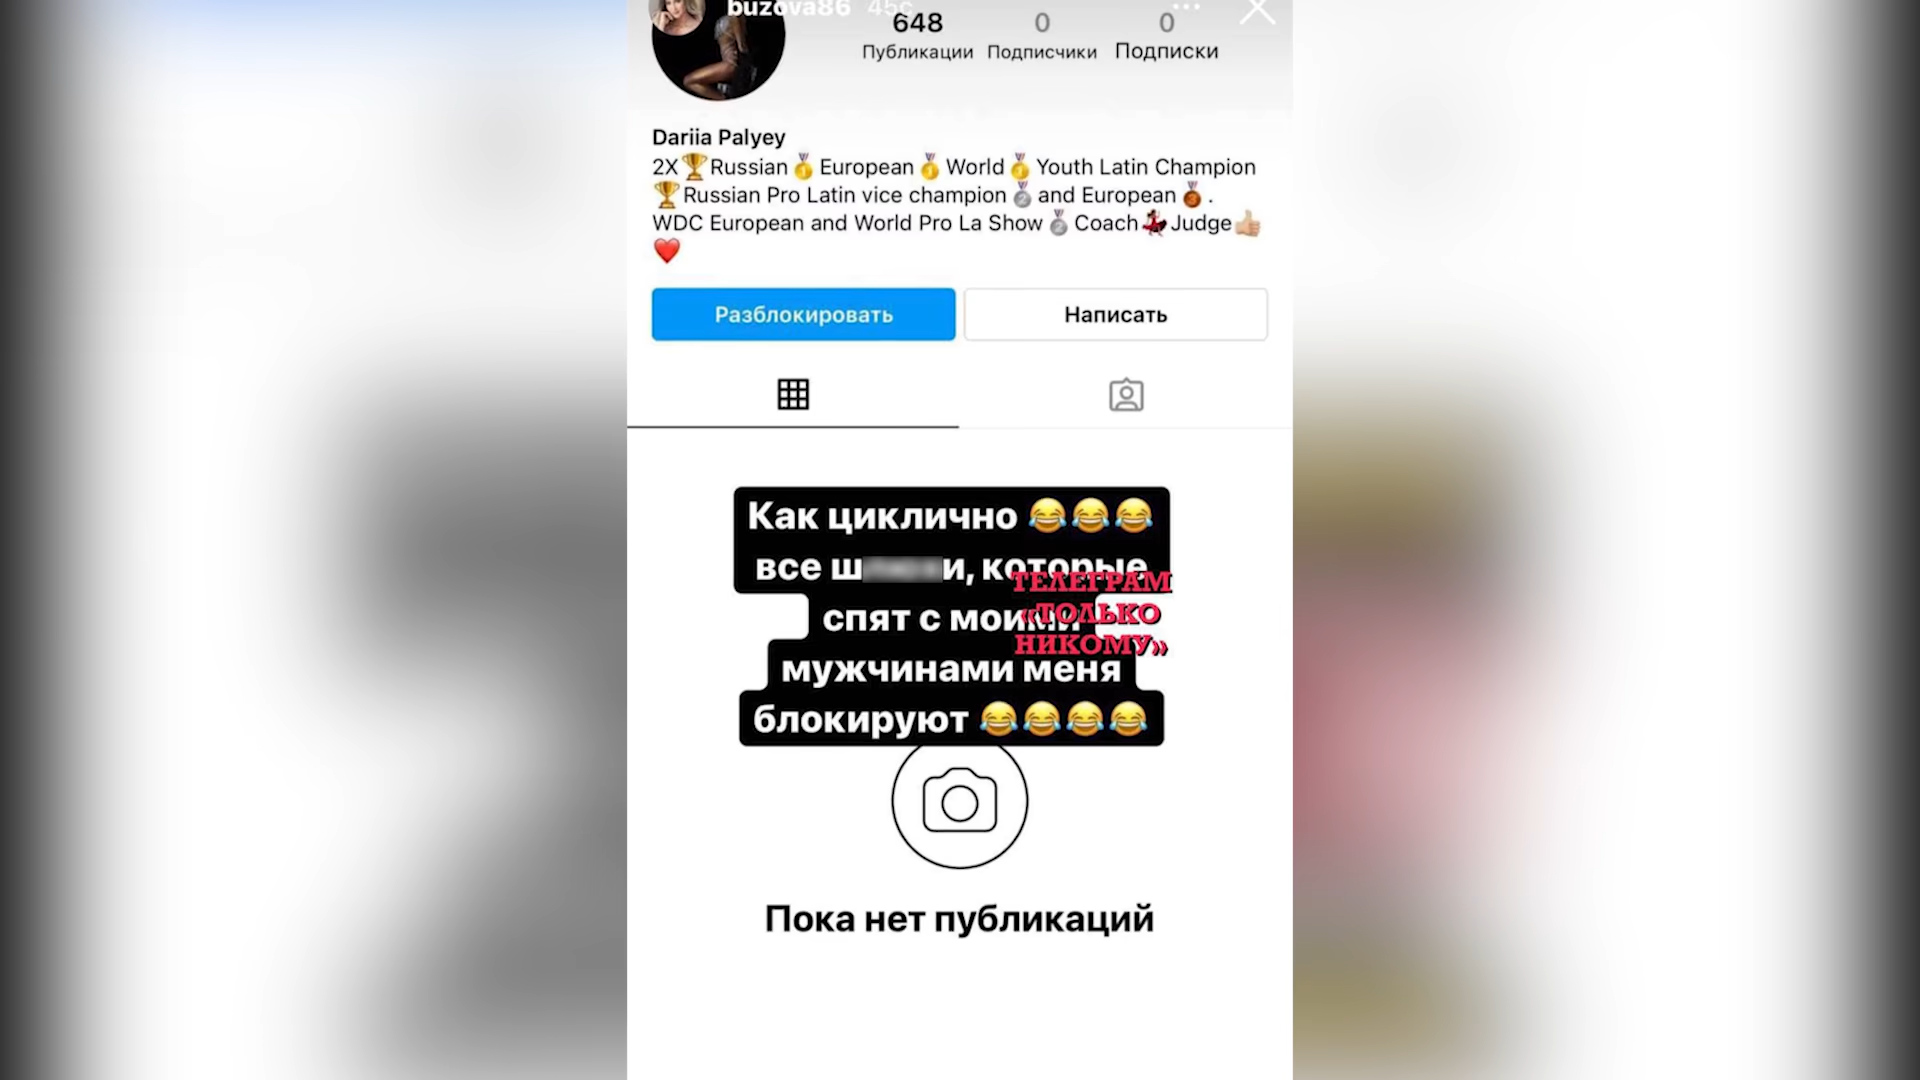 buzova86 45с
648 0 0
Публикации Подписчики Подписки
Dariia Palyey
2X🏆Russian🥇European🥇World🥇Youth Latin Champion
🏆Russian Pro Latin vice champion🥈and European🥉.
WDC European and World Pro La Show🥈Coach💃Judge👍🏼
❤️
Разблокировать Написать
Как циклично 😂😂😂
все ш и, которые
спят с моими
мужчинами меня
блокируют 😂😂😂😂
ТЕЛЕГРАМ
«ТОЛЬКО
НИКОМУ»
Пока нет публикаций